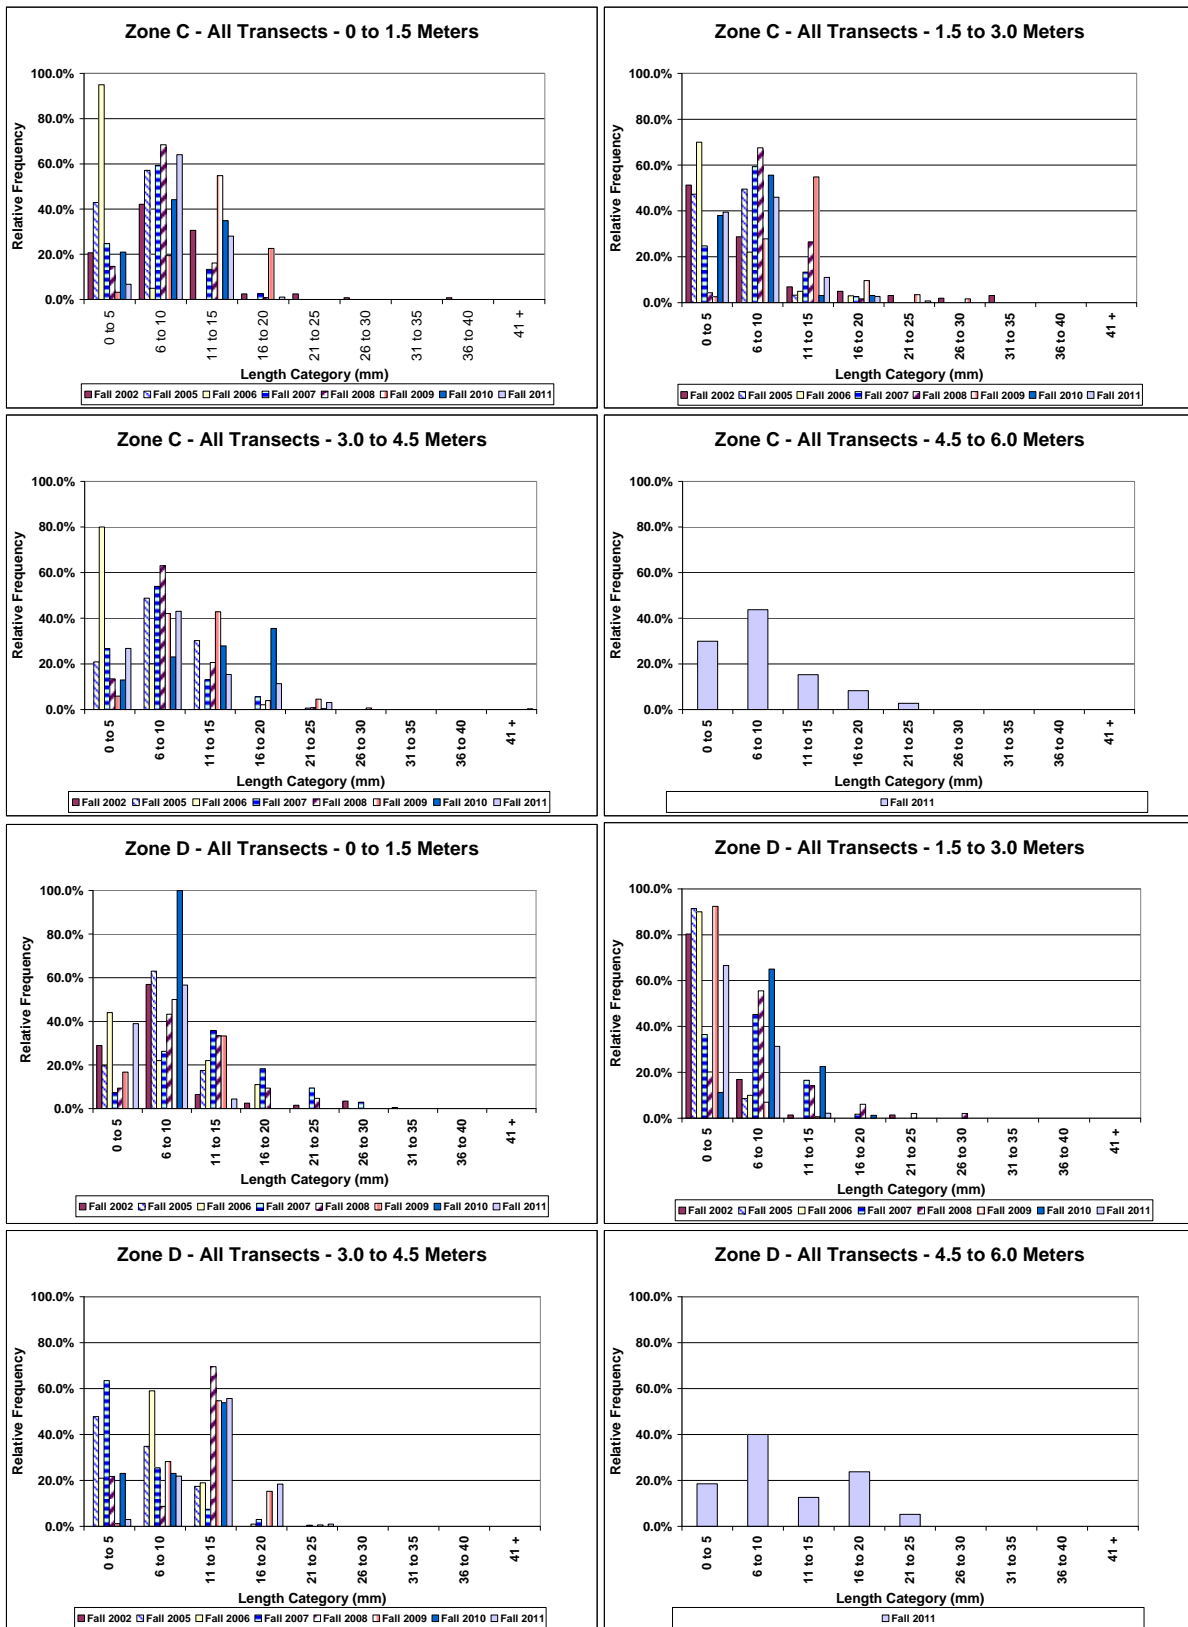 Zone C - All Transects - 0 to 1.5 Meters
Relative Frequency
100.0%
80.0%
60.0%
40.0%
20.0%
0.0%
0 to 5
6 to 10
11 to 15
16 to 20
21 to 25
26 to 30
31 to 35
36 to 40
41 +
Length Category (mm)
Fall 2002 Fall 2005 Fall 2006 Fall 2007 Fall 2008 Fall 2009 Fall 2010 Fall 2011
Zone C - All Transects - 1.5 to 3.0 Meters
Relative Frequency
100.0%
80.0%
60.0%
40.0%
20.0%
0.0%
0 to 5
6 to 10
11 to 15
16 to 20
21 to 25
26 to 30
31 to 35
36 to 40
41 +
Length Category (mm)
Fall 2002 Fall 2005 Fall 2006 Fall 2007 Fall 2008 Fall 2009 Fall 2010 Fall 2011
Zone C - All Transects - 3.0 to 4.5 Meters
Relative Frequency
100.0%
80.0%
60.0%
40.0%
20.0%
0.0%
0 to 5
6 to 10
11 to 15
16 to 20
21 to 25
26 to 30
31 to 35
36 to 40
41 +
Length Category (mm)
Fall 2002 Fall 2005 Fall 2006 Fall 2007 Fall 2008 Fall 2009 Fall 2010 Fall 2011
Zone C - All Transects - 4.5 to 6.0 Meters
Relative Frequency
100.0%
80.0%
60.0%
40.0%
20.0%
0.0%
0 to 5
6 to 10
11 to 15
16 to 20
21 to 25
26 to 30
31 to 35
36 to 40
41 +
Length Category (mm)
Fall 2011
Zone D - All Transects - 0 to 1.5 Meters
Relative Frequency
100.0%
80.0%
60.0%
40.0%
20.0%
0.0%
0 to 5
6 to 10
11 to 15
16 to 20
21 to 25
26 to 30
31 to 35
36 to 40
41 +
Length Category (mm)
Fall 2002 Fall 2005 Fall 2006 Fall 2007 Fall 2008 Fall 2009 Fall 2010 Fall 2011
Zone D - All Transects - 1.5 to 3.0 Meters
Relative Frequency
100.0%
80.0%
60.0%
40.0%
20.0%
0.0%
0 to 5
6 to 10
11 to 15
16 to 20
21 to 25
26 to 30
31 to 35
36 to 40
41 +
Length Category (mm)
Fall 2002 Fall 2005 Fall 2006 Fall 2007 Fall 2008 Fall 2009 Fall 2010 Fall 2011
Zone D - All Transects - 3.0 to 4.5 Meters
Relative Frequency
100.0%
80.0%
60.0%
40.0%
20.0%
0.0%
0 to 5
6 to 10
11 to 15
16 to 20
21 to 25
26 to 30
31 to 35
36 to 40
41 +
Length Category (mm)
Fall 2002 Fall 2005 Fall 2006 Fall 2007 Fall 2008 Fall 2009 Fall 2010 Fall 2011
Zone D - All Transects - 4.5 to 6.0 Meters
Relative Frequency
100.0%
80.0%
60.0%
40.0%
20.0%
0.0%
0 to 5
6 to 10
11 to 15
16 to 20
21 to 25
26 to 30
31 to 35
36 to 40
41 +
Length Category (mm)
Fall 2011